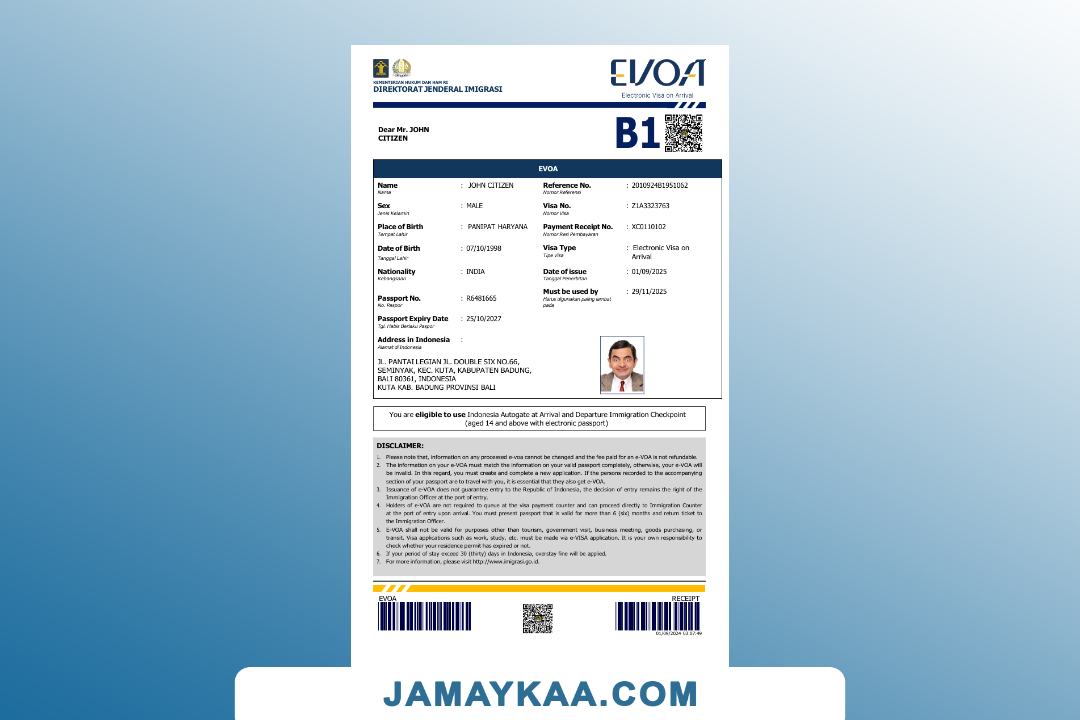 KEMENTERIAN HUKUM DAN HAM RI
DIREKTORAT JENDERAL IMIGRASI
EVOA
Electronic Visa on Arrival
Dear Mr. JOHN
CITIZEN
B1
EVOA
Name : JOHN CITIZEN
Nama
Reference No. : 2010924B1951062
Nomor Referensi
Sex : MALE
Jenis Kelamin
Visa No. : Z1A3323763
Nomor Visa
Place of Birth : PANIPAT HARYANA
Tempat Lahir
Payment Receipt No. : XC0110102
Nomor Resi Pembayaran
Date of Birth : 07/10/1998
Tanggal Lahir
Visa Type : Electronic Visa on
Tipe Visa
Arrival
Nationality : INDIA
Kebangsaan
Date of issue : 01/09/2025
Tanggal Penerbitan
Must be used by : 29/11/2025
Harus digunakan paling lambat
pada
Passport No. : R6481665
No. Paspor
Passport Expiry Date : 25/10/2027
Tgl. Habis Berlaku Paspor
Address in Indonesia :
Alamat di Indonesia
JL. PANTAI LEGIAN JL. DOUBLE SIX NO.66,
SEMINYAK, KEC. KUTA, KABUPATEN BADUNG,
BALI 80361, INDONESIA
KUTA KAB. BADUNG PROVINSI BALI
You are eligible to use Indonesia Autogate at Arrival and Departure Immigration Checkpoint
(aged 14 and above with electronic passport)
DISCLAIMER:
1. Please note that, information on any processed e-voa cannot be changed and the fee paid for an e-VOA is not refundable.
2. The information on your e-VOA must match the information on your valid passport completely, otherwise, your e-VOA will
be invalid. In this regard, you must create and complete a new application. If the persons recorded to the accompanying
section of your passport are to travel with you, it is essential that they also get e-VOA.
3. Issuance of e-VOA does not guarantee entry to the Republic of Indonesia, the decision of entry remains the right of the
Immigration Officer at the port of entry.
4. Holders of e-VOA are not required to queue at the visa payment counter and can proceed directly to Immigration Counter
at the port of entry upon arrival. You must present passport that is valid for more than 6 (six) months and return ticket to
the Immigration Officer.
5. E-VOA shall not be valid for purposes other than tourism, government visit, business meeting, goods purchasing, or
transit. Visa applications such as work, study, etc. must be made via e-VISA application. It is your own responsibility to
check whether your residence permit has expired or not.
6. If your period of stay exceed 30 (thirty) days in Indonesia, overstay fine will be applied.
7. For more information, please visit http://www.imigrasi.go.id.
EVOA
RECEIPT
01/09/2024 03:07:49
JAMAYKAA.COM